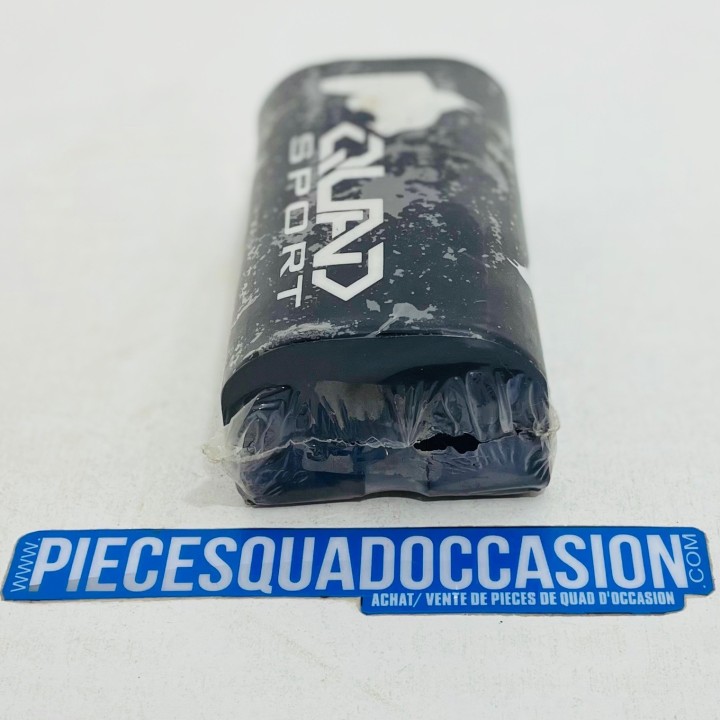 QUAD
SPORT
WWW.PIECESQUADOCCASION.COM
ACHAT/ VENTE DE PIECES DE QUAD D'OCCASION